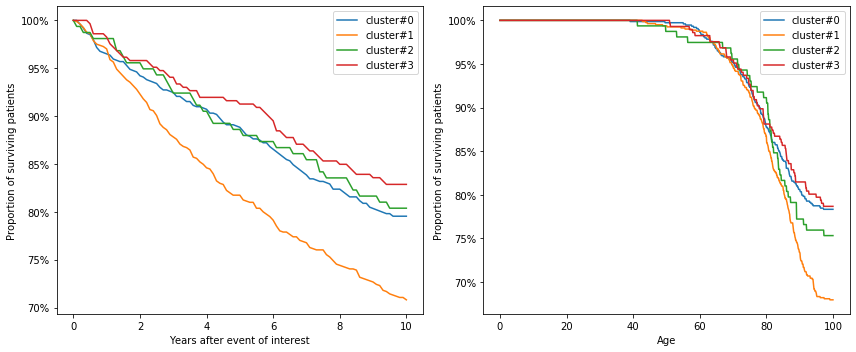 100%
95%
90%
85%
80%
75%
70%
Proportion of surviving patients
0
2
4
6
8
10
Years after event of interest
cluster#0
cluster#1
cluster#2
cluster#3
100%
95%
90%
85%
80%
75%
70%
Proportion of surviving patients
0
20
40
60
80
100
Age
cluster#0
cluster#1
cluster#2
cluster#3